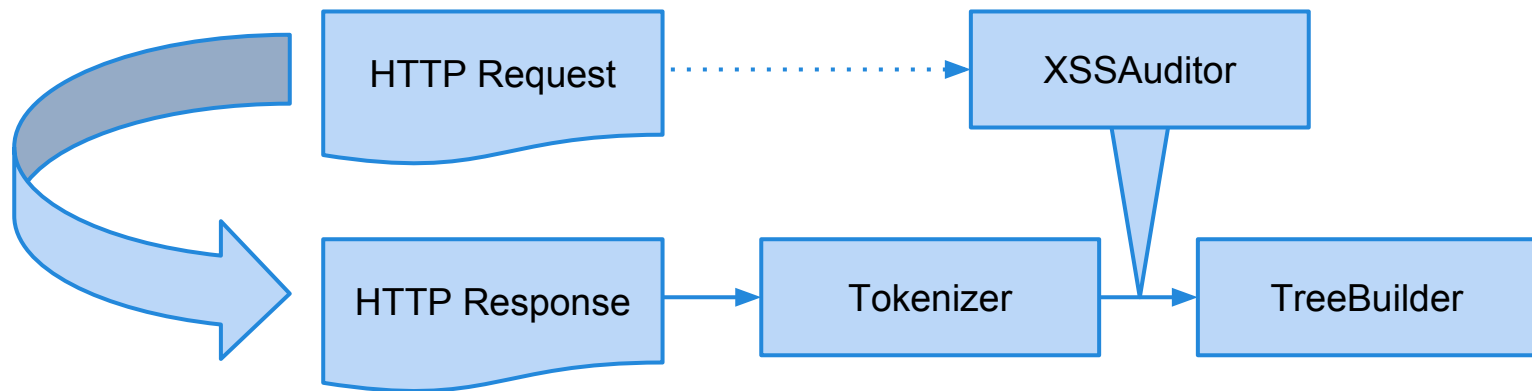 HTTP Request
XSSAuditor
HTTP Response
Tokenizer
TreeBuilder